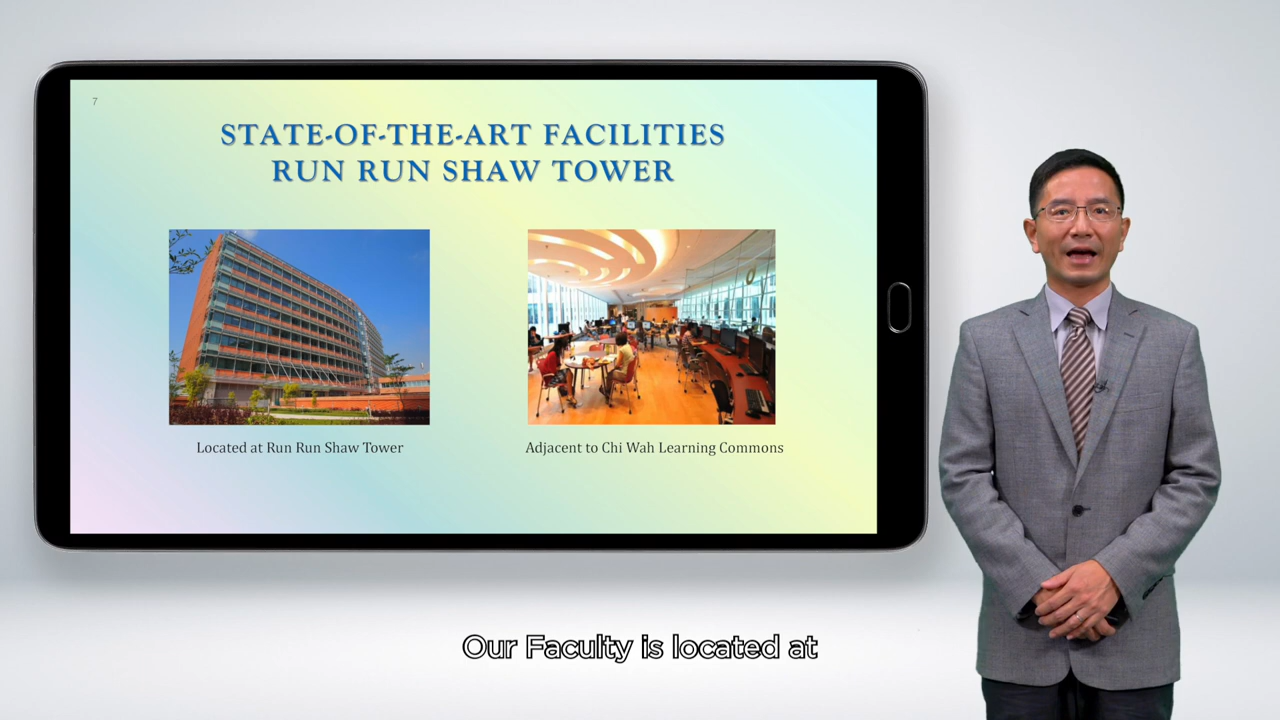 7
STATE-OF-THE-ART FACILITIES
RUN RUN SHAW TOWER
Located at Run Run Shaw Tower
Adjacent to Chi Wah Learning Commons
Our Faculty is located at